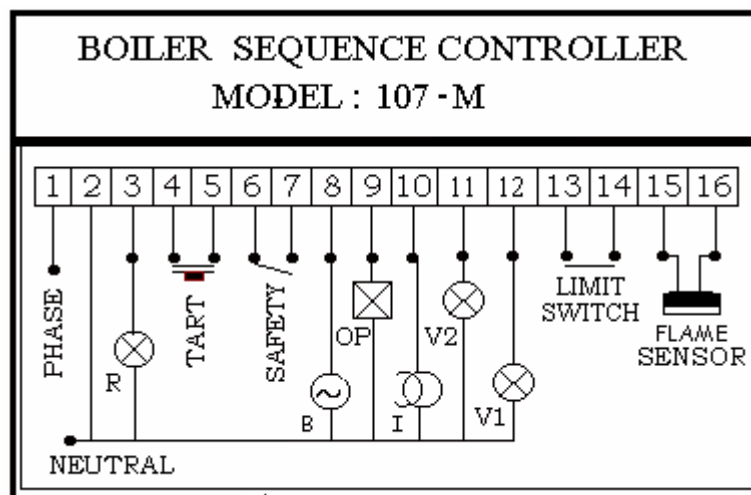 BOILER SEQUENCE CONTROLLER
MODEL : 107 - M
1 2 3 4 5 6 7 8 9 10 11 12 13 14 15 16
PHASE
R
TART
SAFETY
B
OP
I
V2
V1
LIMIT
SWITCH
FLAME
SENSOR
NEUTRAL